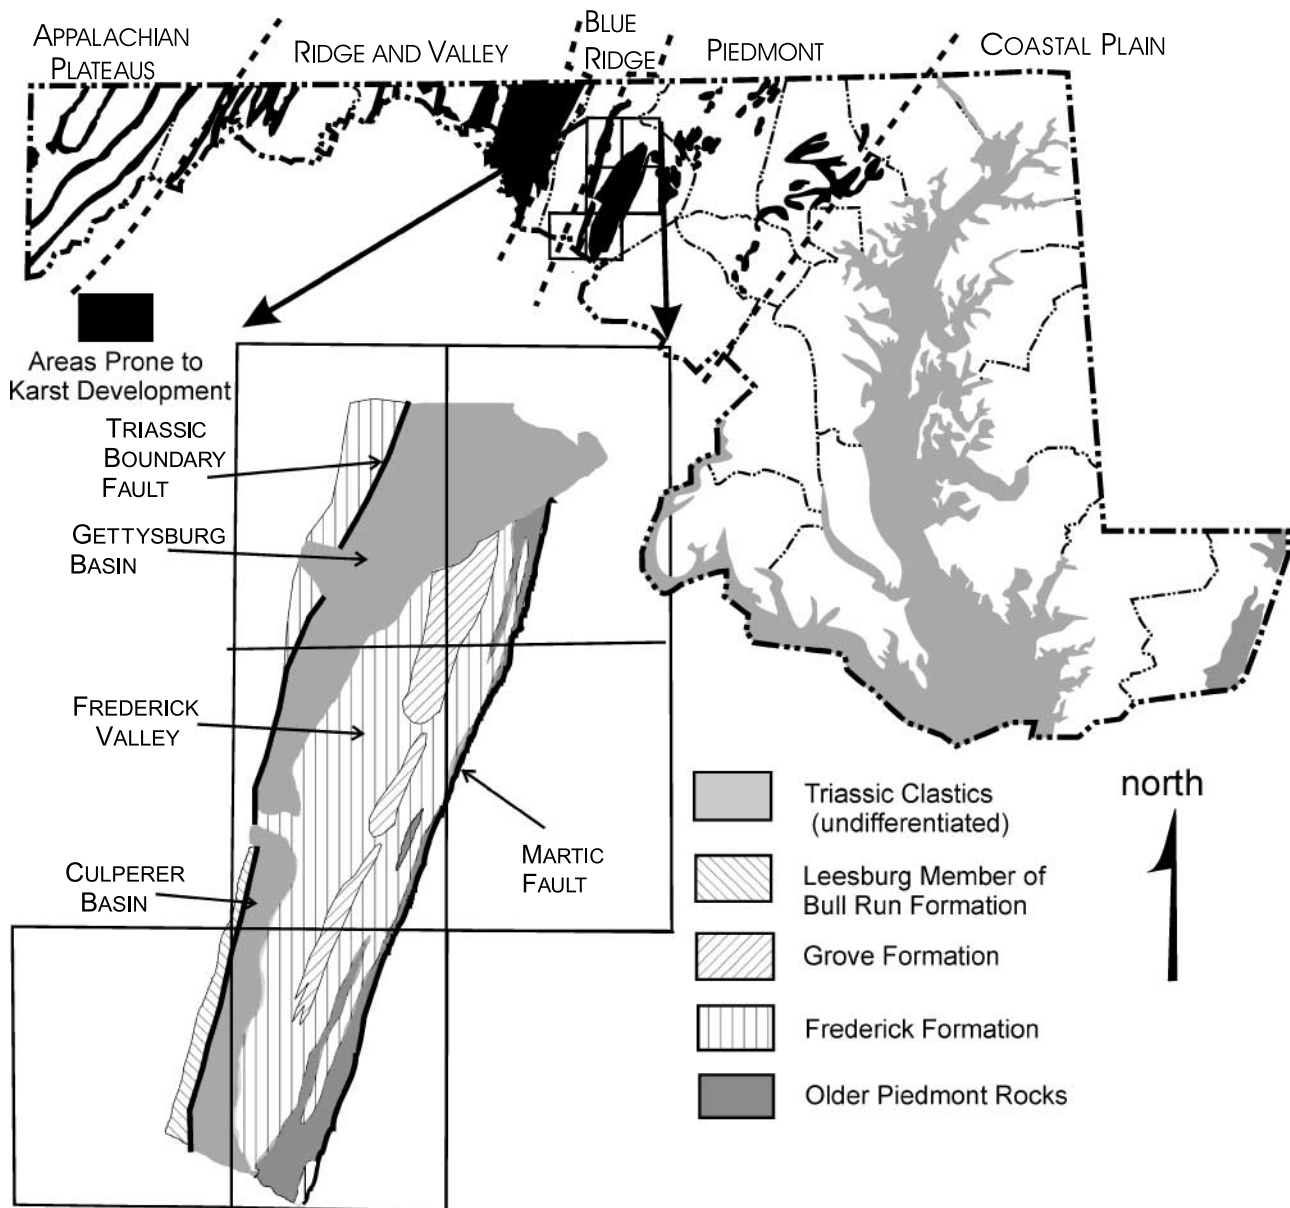 APPALACHIAN
PLATEAUS
RIDGE AND VALLEY
BLUE
RIDGE
PIEDMONT
COASTAL PLAIN
Areas Prone to
Karst Development
TRIASSIC
BOUNDARY
FAULT
GETTYSBURG
BASIN
FREDERICK
VALLEY
CULPERER
BASIN
MARTIC
FAULT
north
Triassic Clastics
(undifferentiated)
Leesburg Member of
Bull Run Formation
Grove Formation
Frederick Formation
Older Piedmont Rocks